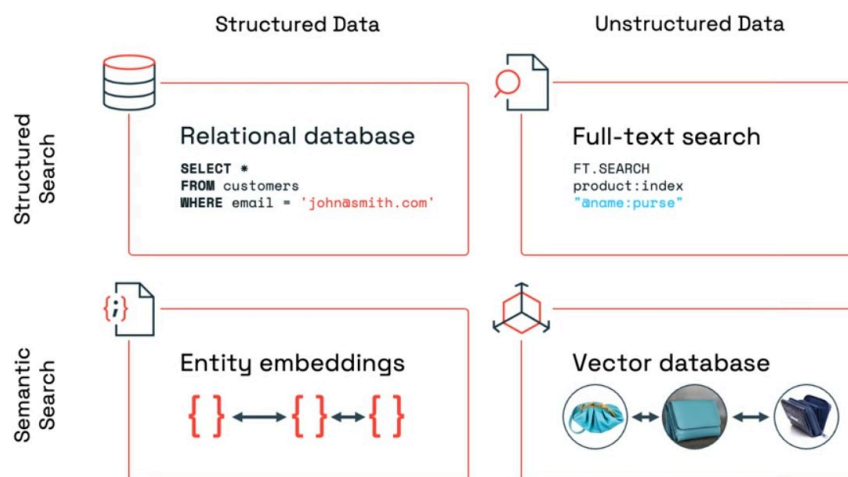 Structured Data
Unstructured Data
Structured
Search
Relational database
SELECT *
FROM customers
WHERE email = 'john@smith.com'
Full-text search
FT.SEARCH
product:index
"@name:purse"
Semantic
Search
{;}
Entity embeddings
{ } { } { }
Vector database